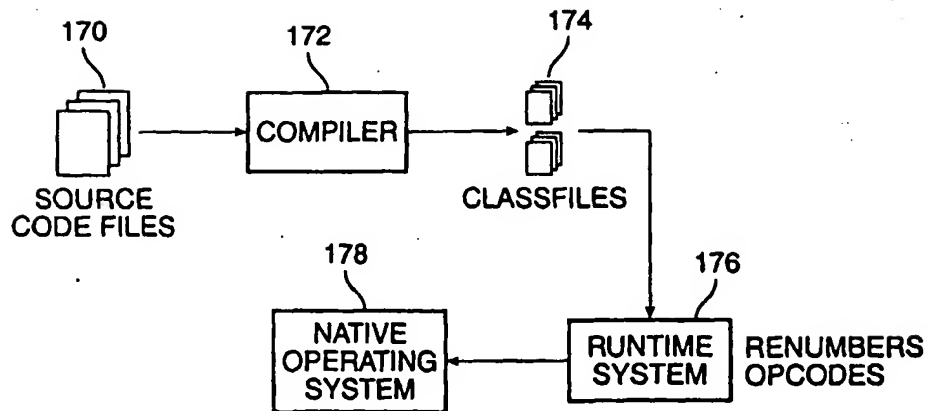 170
172
174
COMPILER
SOURCE
CODE FILES
CLASSFILES
178
176
NATIVE
OPERATING
SYSTEM
RUNTIME
SYSTEM
RENUMBERS
OPCODES